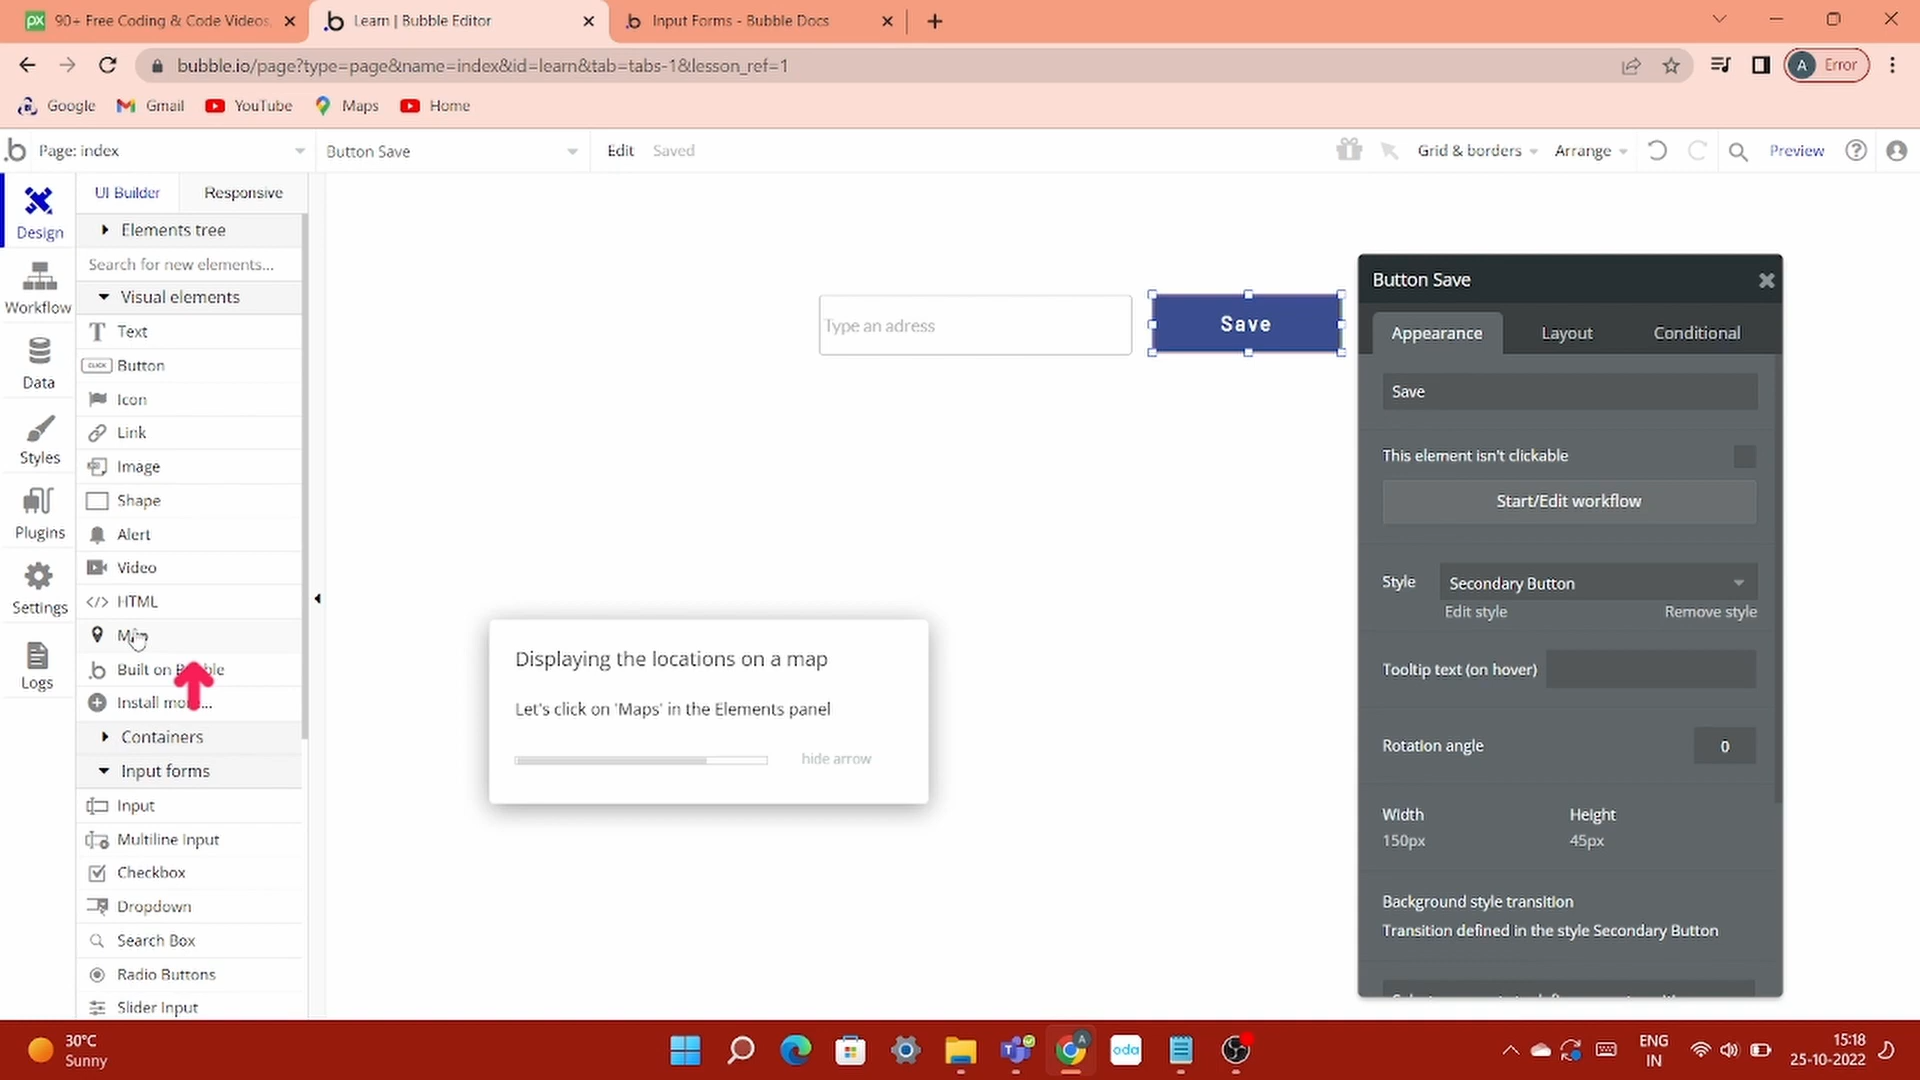 90+ Free Coding & Code Videos,
Learn | Bubble Editor
Input Forms - Bubble Docs
bubble.io/page?type=page&name=index&id=learn&tab=tabs-1&lesson_ref=1
A Error
Google
Gmail
YouTube
Maps
Home
Page: index
Button Save
Edit
Saved
Grid & borders
Arrange
Preview
UI Builder
Responsive
Design
Workflow
Data
Styles
Plugins
Settings
Logs
Elements tree
Search for new elements...
Visual elements
Text
CLICK Button
Icon
Link
Image
Shape
Alert
Video
HTML
Built on
Install
Containers
Input forms
Input
Multiline Input
Checkbox
Dropdown
Search Box
Radio Buttons
Slider Input
Type an adress
Save
Displaying the locations on a map
Let's click on 'Maps' in the Elements panel
hide arrow
Button Save
Appearance
Layout
Conditional
Save
This element isn't clickable
Start/Edit workflow
Style
Secondary Button
Edit style
Remove style
Tooltip text (on hover)
Rotation angle
0
Width
Height
150px
45px
Background style transition
Transition defined in the style Secondary Button
30°C
Sunny
oda
ENG
IN
15:18
25-10-2022